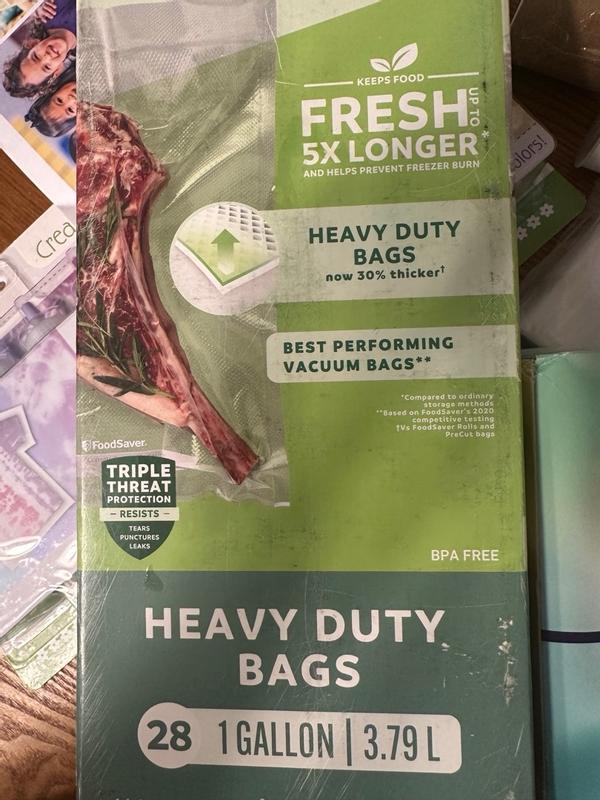 KEEPS FOOD
FRESH UP TO
5X LONGER*
AND HELPS PREVENT FREEZER BURN
HEAVY DUTY
BAGS
now 30% thicker†
BEST PERFORMING
VACUUM BAGS**
*Compared to ordinary
storage methods
**Based on FoodSaver's 2020
competitive testing
†Vs FoodSaver Rolls and
PreCut bags
FoodSaver.
TRIPLE
THREAT
PROTECTION
RESISTS
TEARS
PUNCTURES
LEAKS
BPA FREE
HEAVY DUTY
BAGS
28 1 GALLON | 3.79 L
Crea
olors!